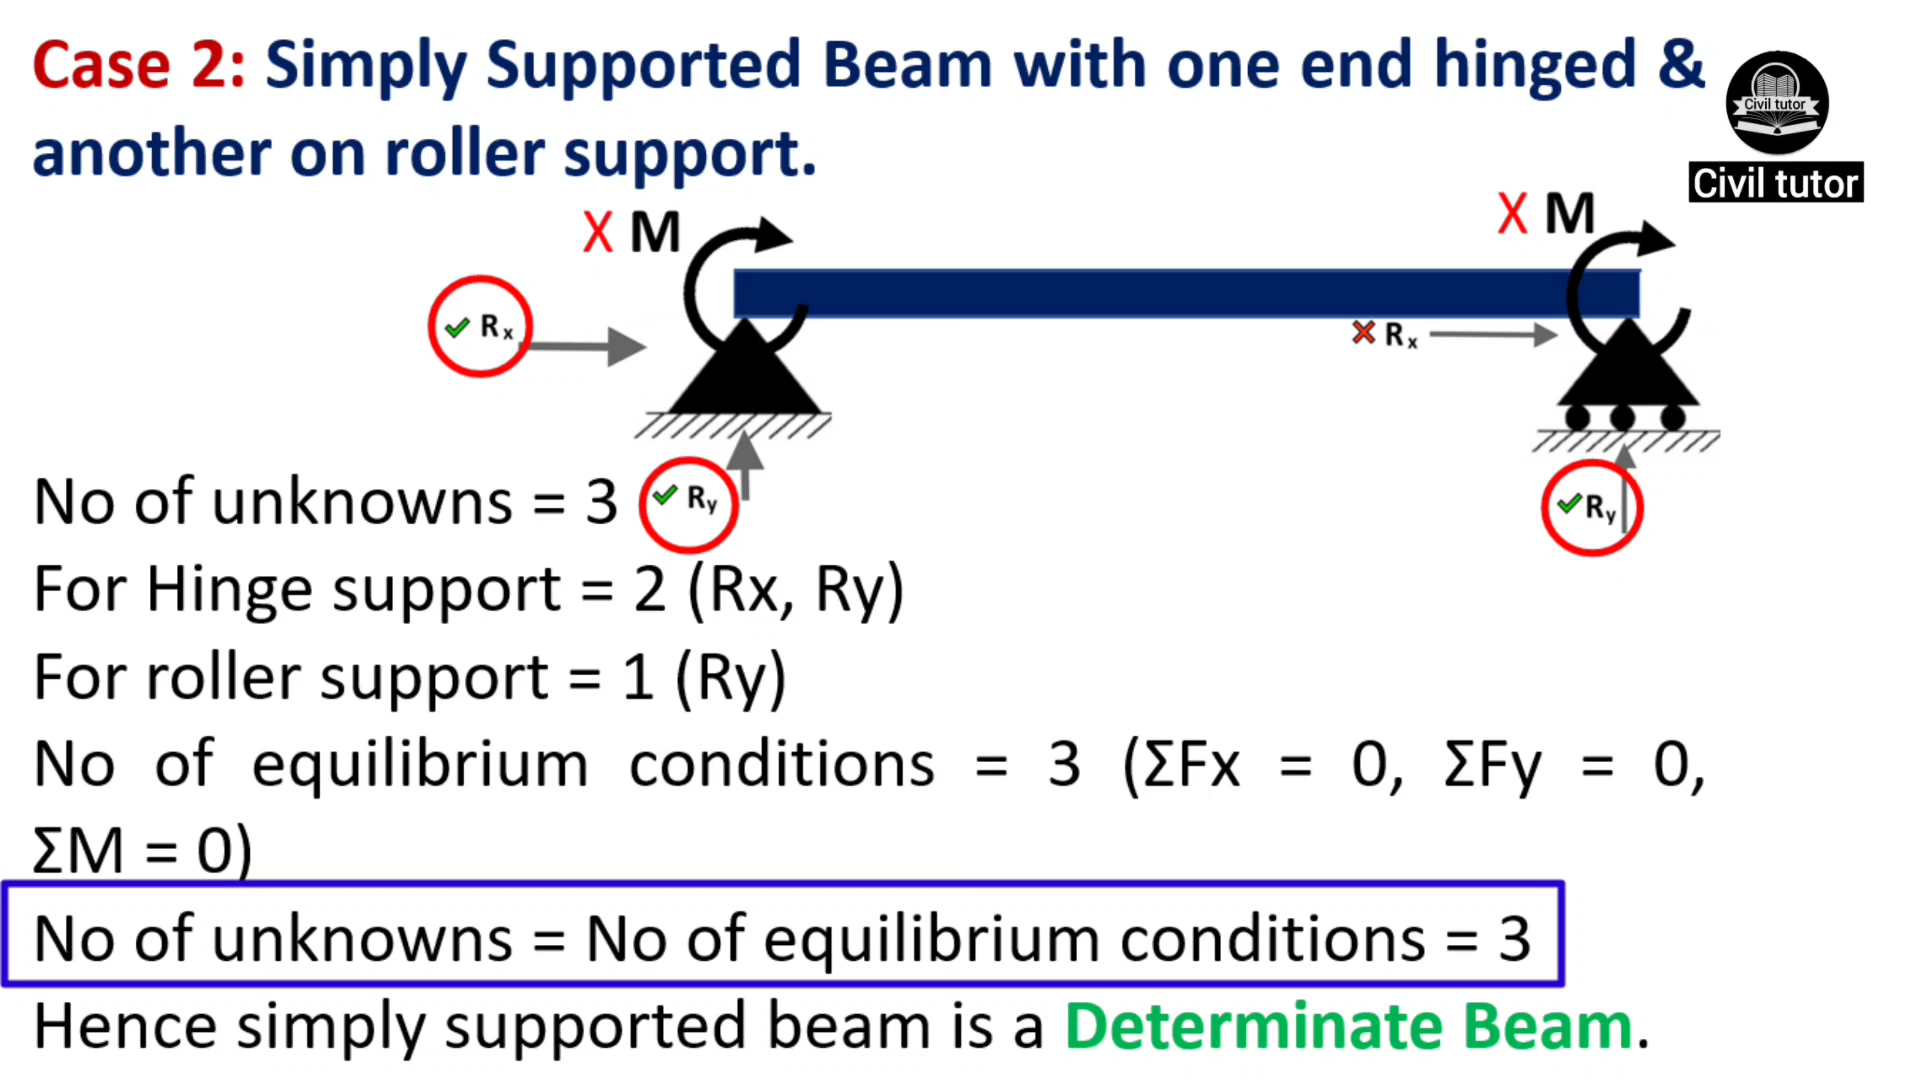 Case 2: Simply Supported Beam with one end hinged &
another on roller support.
Civil tutor
Civil tutor
X M
X M
Rx
Rx
No of unknowns = 3
Ry
Ry
For Hinge support = 2 (Rx, Ry)
For roller support = 1 (Ry)
No of equilibrium conditions = 3 (ΣFx = 0, ΣFy = 0,
ΣM = 0)
No of unknowns = No of equilibrium conditions = 3
Hence simply supported beam is a Determinate Beam.